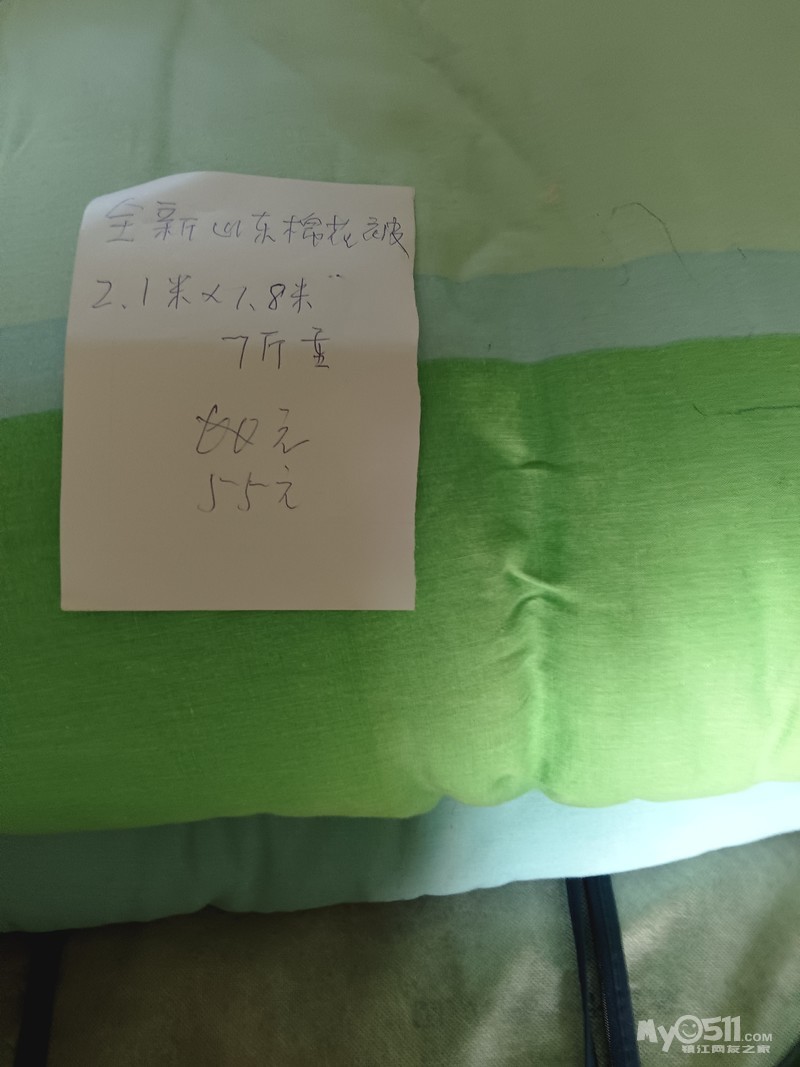 全新山东棉花被
2.1米×1.8米
7斤重
60元
55元
MyO511.COM
镇江网友之家